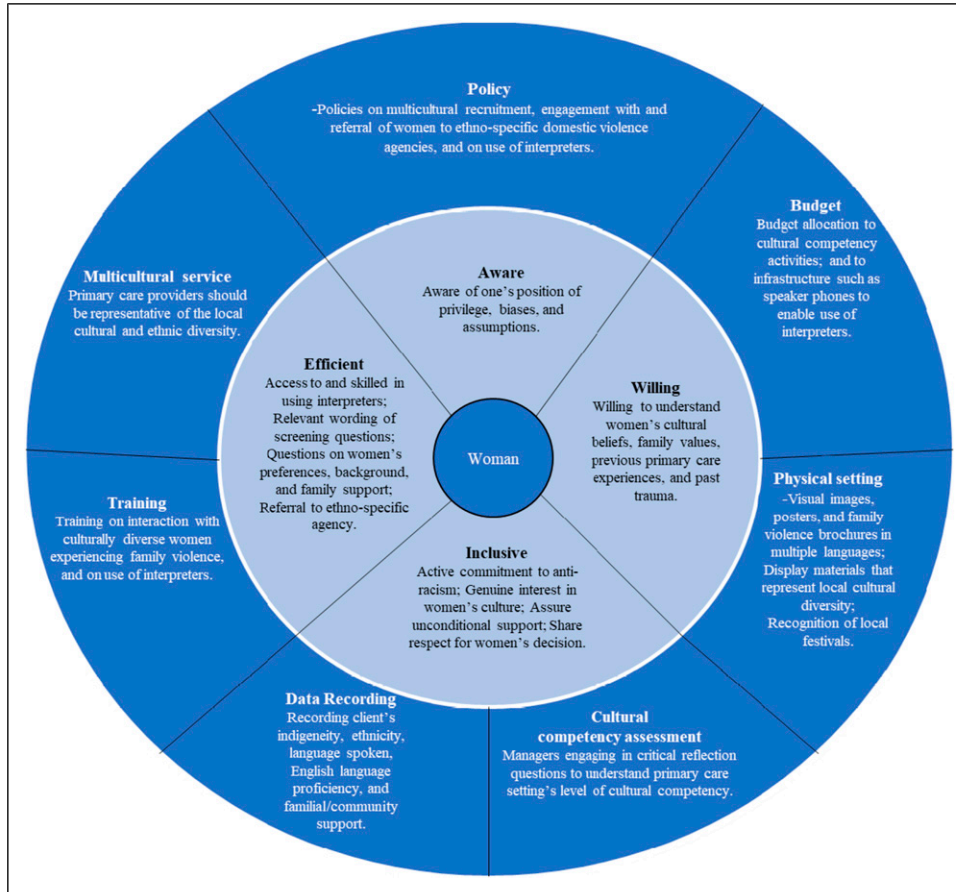 Policy
-Policies on multicultural recruitment, engagement with and
referral of women to ethno-specific domestic violence
agencies, and on use of interpreters.
Budget
Budget allocation to
cultural competency
activities; and to
infrastructure such as
speaker phones to
enable use of
interpreters.
Multicultural service
Primary care providers should
be representative of the local
cultural and ethnic diversity.
Aware
Aware of one's position of
privilege, biases, and
assumptions.
Efficient
Access to and skilled in
using interpreters;
Relevant wording of
screening questions;
Questions on women's
preferences, background,
and family support;
Referral to ethno-specific
agency.
Willing
Willing to understand
women's cultural
beliefs, family values,
previous primary care
experiences, and past
trauma.
Woman
Inclusive
Active commitment to anti-
racism; Genuine interest in
women's culture; Assure
unconditional support; Share
respect for women's decision.
Training
Training on interaction with
culturally diverse women
experiencing family violence,
and on use of interpreters.
Physical setting
-Visual images,
posters, and family
violence brochures in
multiple languages;
Display materials that
represent local cultural
diversity;
Recognition of local
festivals.
Data Recording
Recording client's
indigeneity, ethnicity,
language spoken,
English language
proficiency, and
familial/community
support.
Cultural
competency assessment
Managers engaging in critical reflection
questions to understand primary care
setting's level of cultural competency.